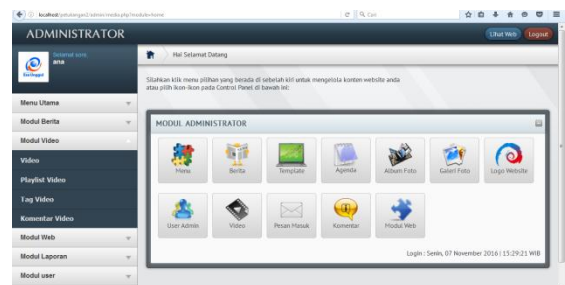 localhost/petukangan2/admin/media.php?module=home
Cari
ADMINISTRATOR
Lihat Web
Logout
Selamat
ana
Hai Selamat Datang
Silahkan klik menu pilihan yang berada di sebelah kiri untuk mengelola konten website anda
atau pilih ikon-ikon pada Control Panel di bawah ini:
Menu Utama
Modul Berita
Modul Video
Video
Playlist Video
Tag Video
Komentar Video
Modul Web
Modul Laporan
Modul user
MODUL ADMINISTRATOR
Menu
Berita
Template
Agenda
Album Foto
Galeri Foto
Logo Website
User Admin
Video
Pesan Masuk
Komentar
Modul Web
Login : Senin, 07 November 2016 | 15:29:21 WIB